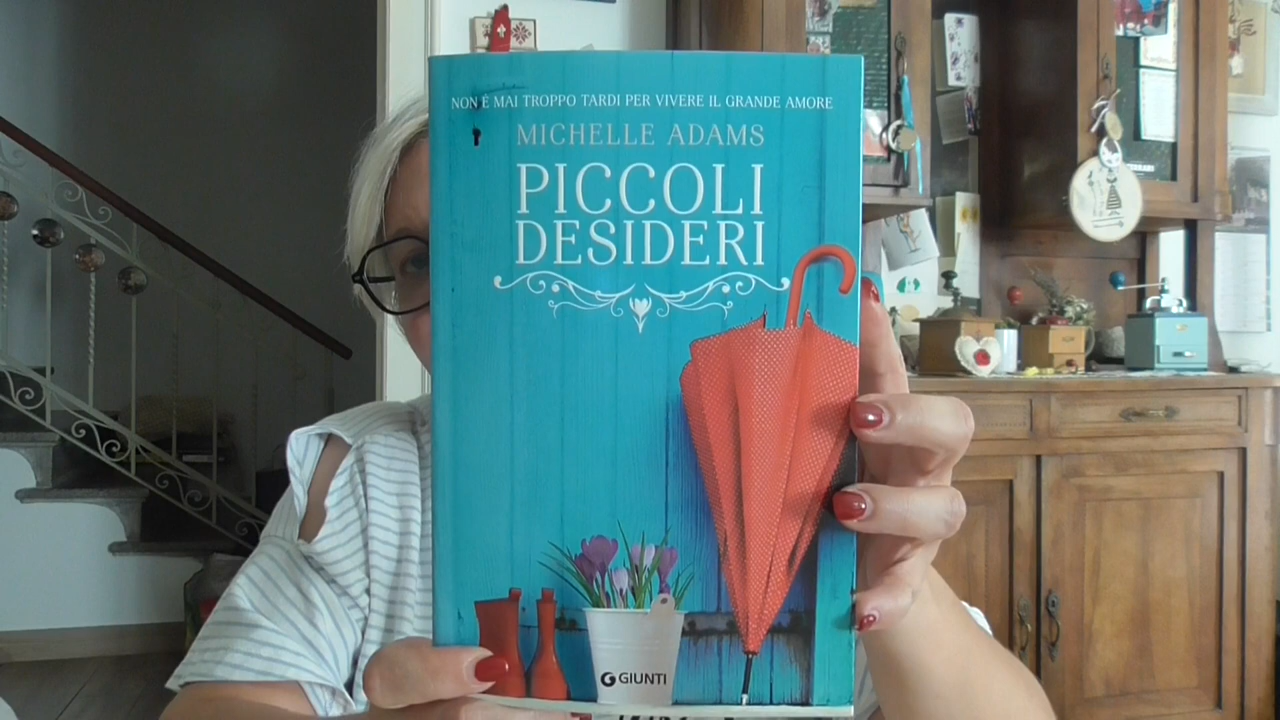 NON È MAI TROPPO TARDI PER VIVERE IL GRANDE AMORE
MICHELLE ADAMS
PICCOLI
DESIDERI
GIUNTI